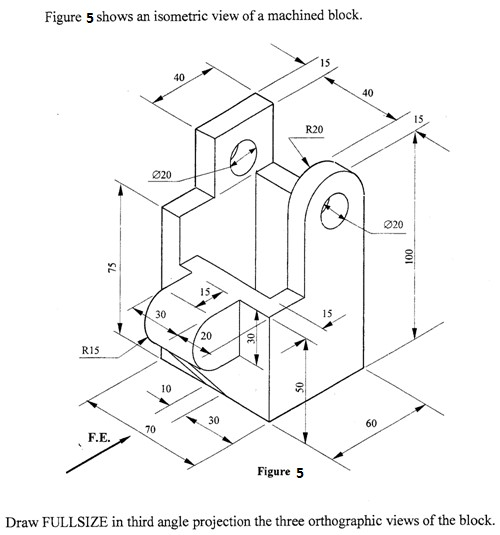 Figure 5 shows an isometric view of a machined block.
15
40
40
15
R20
Ø20
Ø20
75
100
15
30
15
20
30
R15
50
10
30
60
70
F.E.
Figure 5
Draw FULLSIZE in third angle projection the three orthographic views of the block.